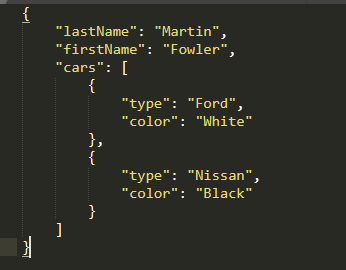 {
    "lastName": "Martin",
    "firstName": "Fowler",
    "cars": [
        {
            "type": "Ford",
            "color": "White"
        },
        {
            "type": "Nissan",
            "color": "Black"
        }
    ]
}